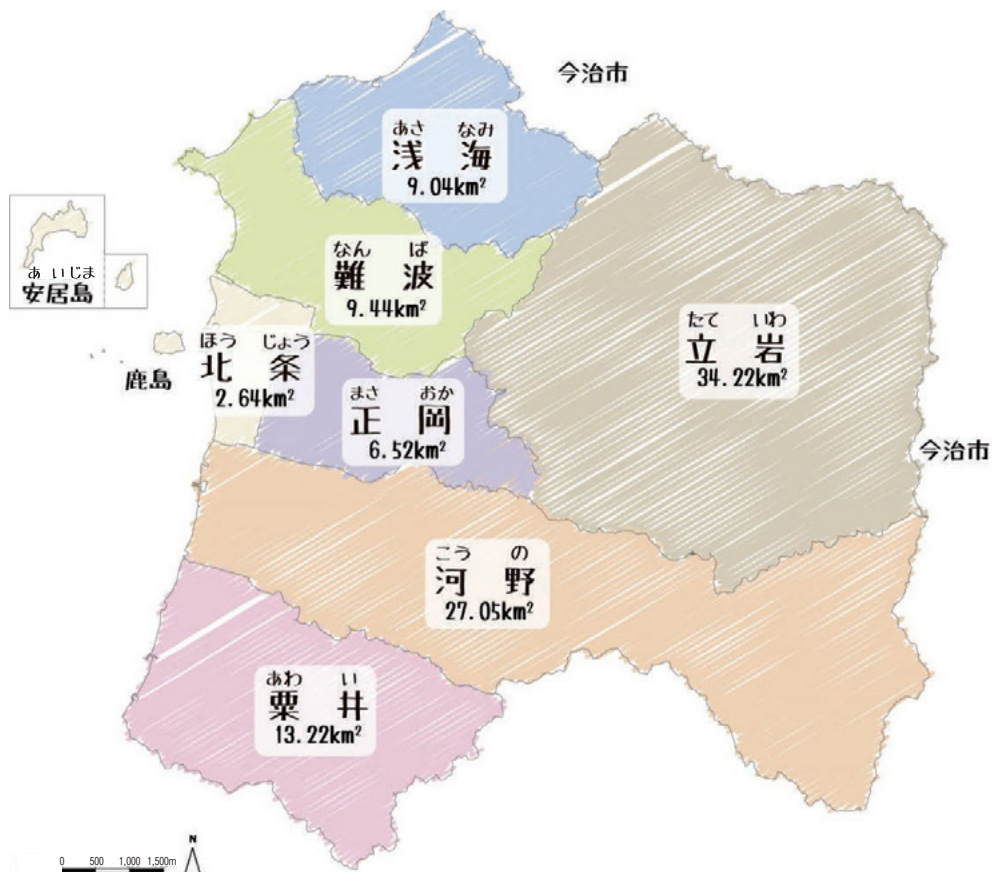 今治市
あさ なみ
浅 海
9.04km²
なん ば
難 波
9.44km²
あ いじま
安居島
たて いわ
立 岩
34.22km²
ほう じょう
北 条
2.64km²
鹿島
まさ おか
正 岡
6.52km²
今治市
こう の
河 野
27.05km²
あわ い
粟 井
13.22km²
N
0 500 1,000 1,500m